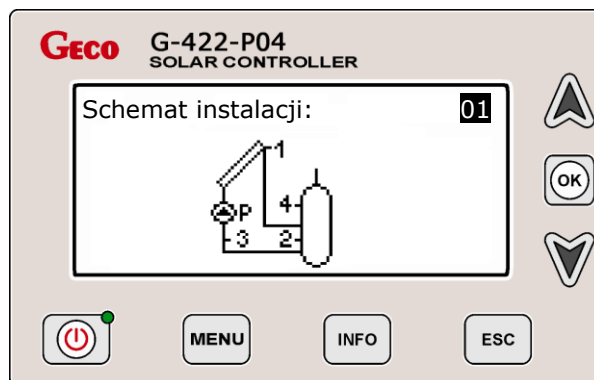 GECO G-422-P04
SOLAR CONTROLLER
Schemat instalacji: 01
1
P 4
3 2
OK
MENU INFO ESC